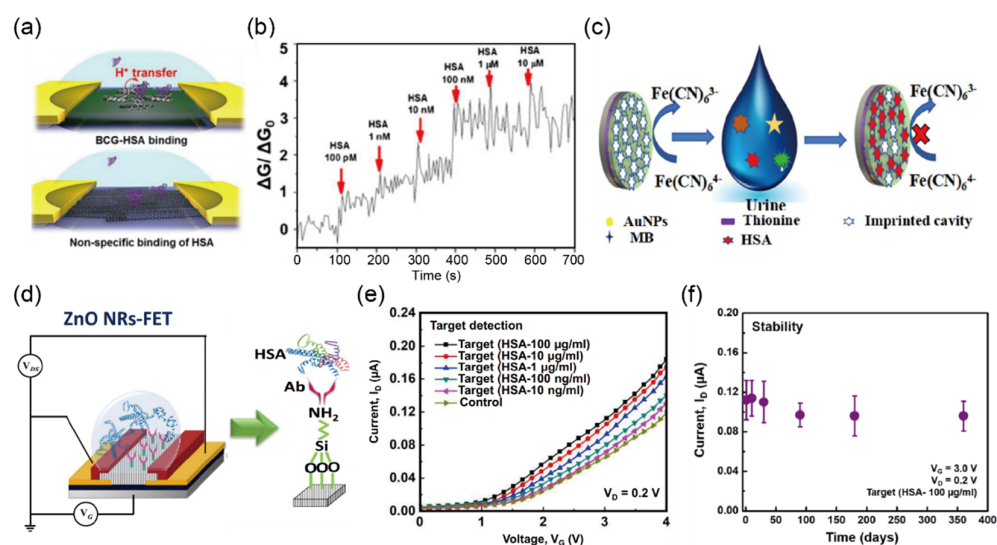 (a)
H⁺ transfer
BCG-HSA binding
Non-specific binding of HSA
(b)
ΔG/ ΔG₀
5
4
3
2
1
0
HSA
100 pM
HSA
1 nM
HSA
10 nM
HSA
100 nM
HSA
1 μM
HSA
10 μM
0 100 200 300 400 500 600 700
Time (s)
(c)
Fe(CN)₆³⁻
Fe(CN)₆⁴⁻
Fe(CN)₆³⁻
Fe(CN)₆⁴⁻
Urine
AuNPs
Thionine
Imprinted cavity
MB
HSA
(d)
ZnO NRs-FET
V_DS
V_G
HSA
Ab
NH₂
Si
OOO
(e)
Current, I_D (μA)
0.20
0.16
0.12
0.08
0.04
0.00
Target detection
Target (HSA-100 μg/ml)
Target (HSA-10 μg/ml)
Target (HSA-1 μg/ml)
Target (HSA-100 ng/ml)
Target (HSA-10 ng/ml)
Control
V_D = 0.2 V
0 1 2 3 4
Voltage, V_G (V)
(f)
Current, I_D (μA)
0.20
0.16
0.12
0.08
0.04
0.00
Stability
V_G = 3.0 V
V_D = 0.2 V
Target (HSA- 100 μg/ml)
0 100 200 300 400
Time (days)